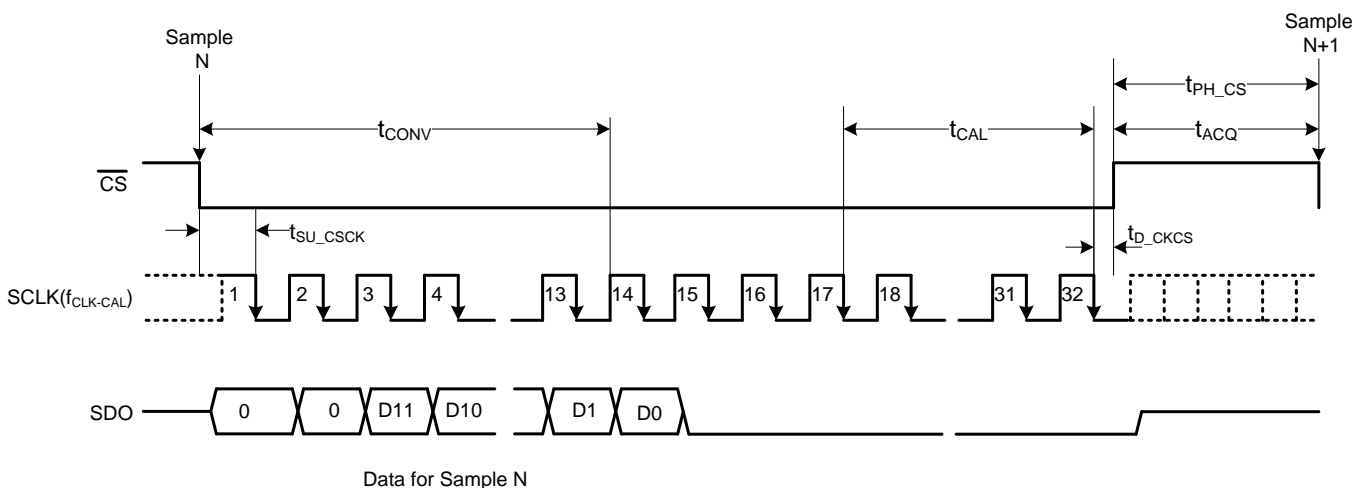 Sample
N
Sample
N+1
tPH_CS
tCONV
tCAL
tACQ
CS
tSU_CSCK
tD_CKCS
SCLK(fCLK-CAL)
1 2 3 4 13 14 15 16 17 18 31 32
SDO
0 0 D11 D10 D1 D0
Data for Sample N